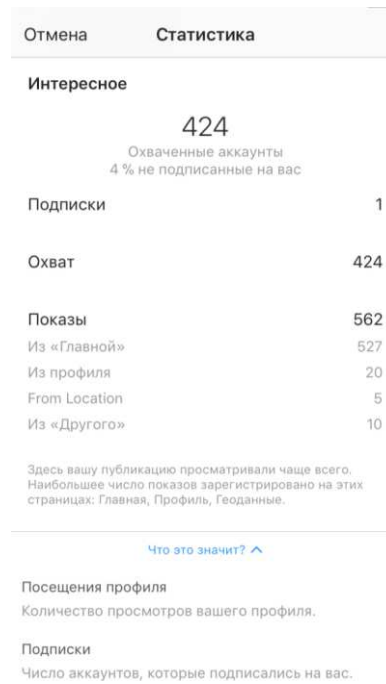 Отмена Статистика
Интересное
424
Охваченные аккаунты
4 % не подписанные на вас
Подписки 1
Охват 424
Показы 562
Из «Главной» 527
Из профиля 20
From Location 5
Из «Другого» 10
Здесь вашу публикацию просматривали чаще всего.
Наибольшее число показов зарегистрировано на этих
страницах: Главная, Профиль, Геоданные.
Что это значит?
Посещения профиля
Количество просмотров вашего профиля.
Подписки
Число аккаунтов, которые подписались на вас.